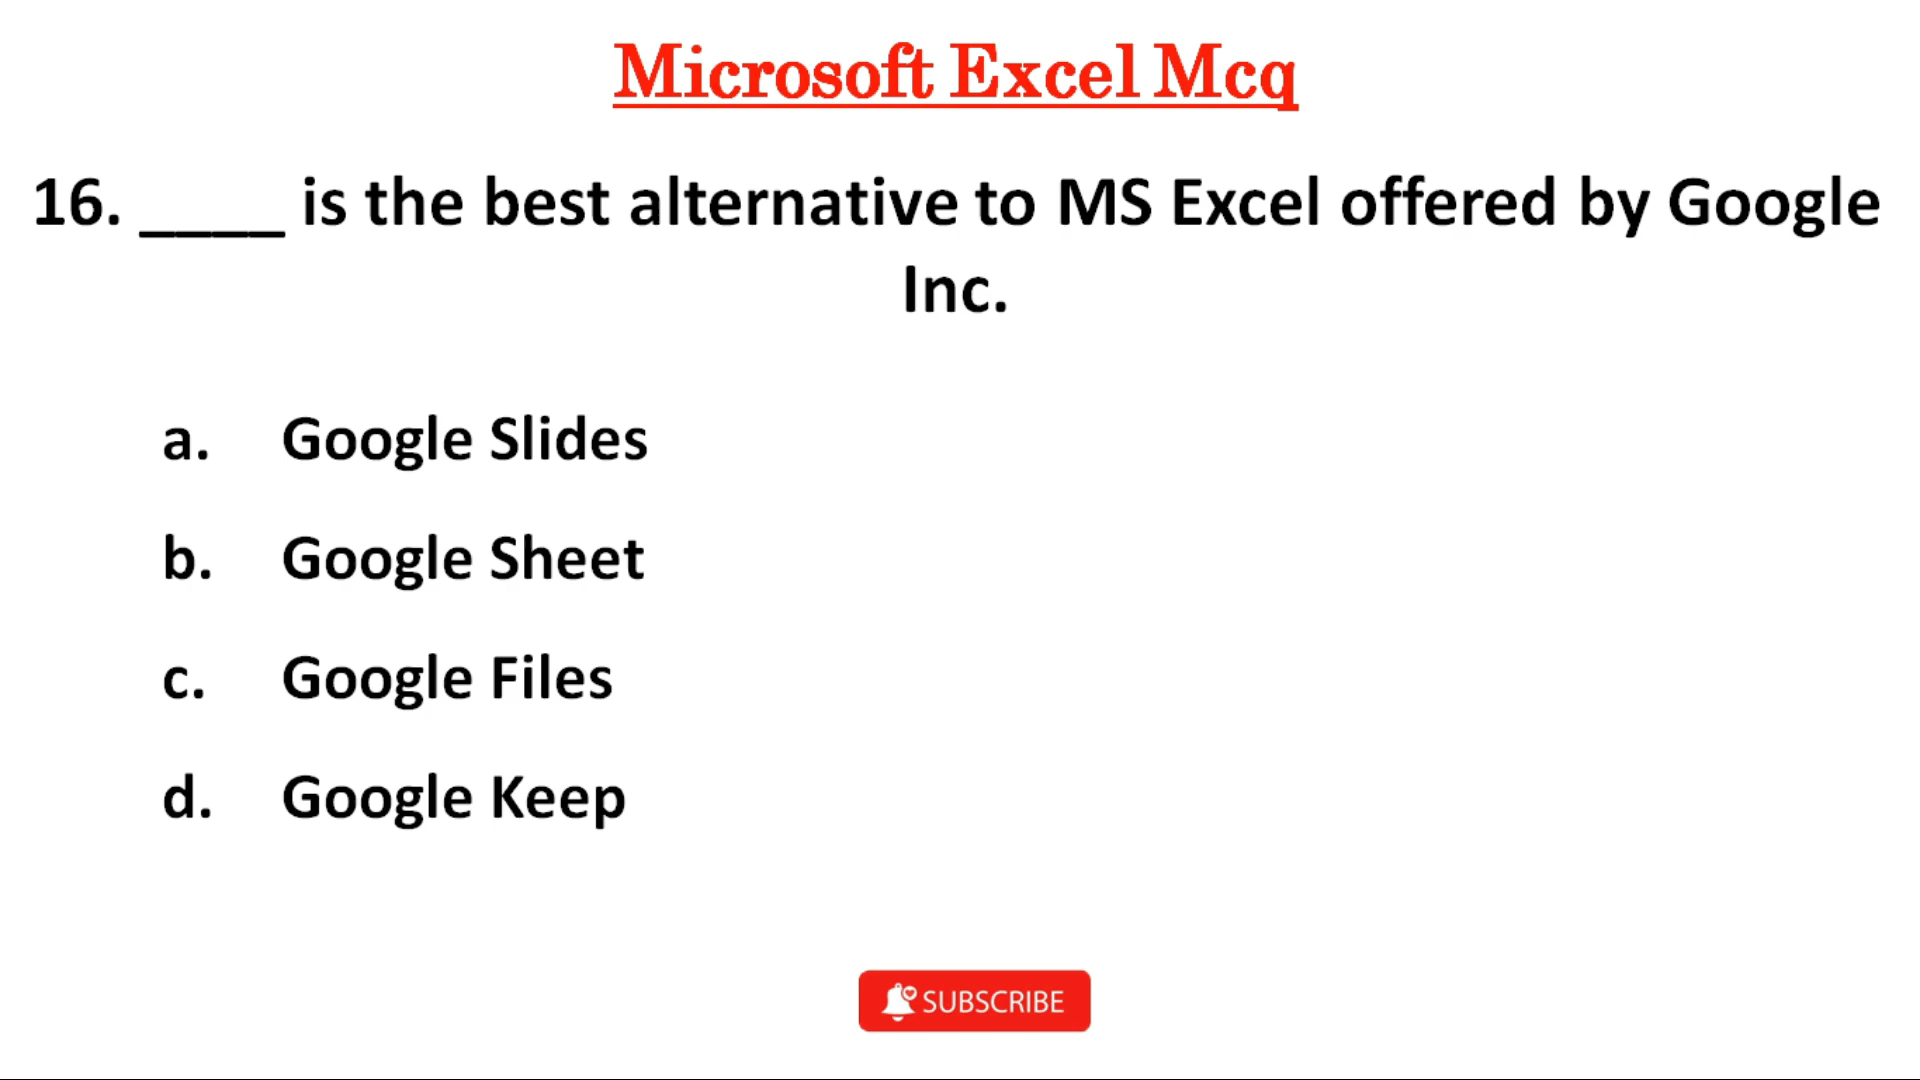 Microsoft Excel Mcq
16. ____ is the best alternative to MS Excel offered by Google
Inc.
a. Google Slides
b. Google Sheet
c. Google Files
d. Google Keep
SUBSCRIBE